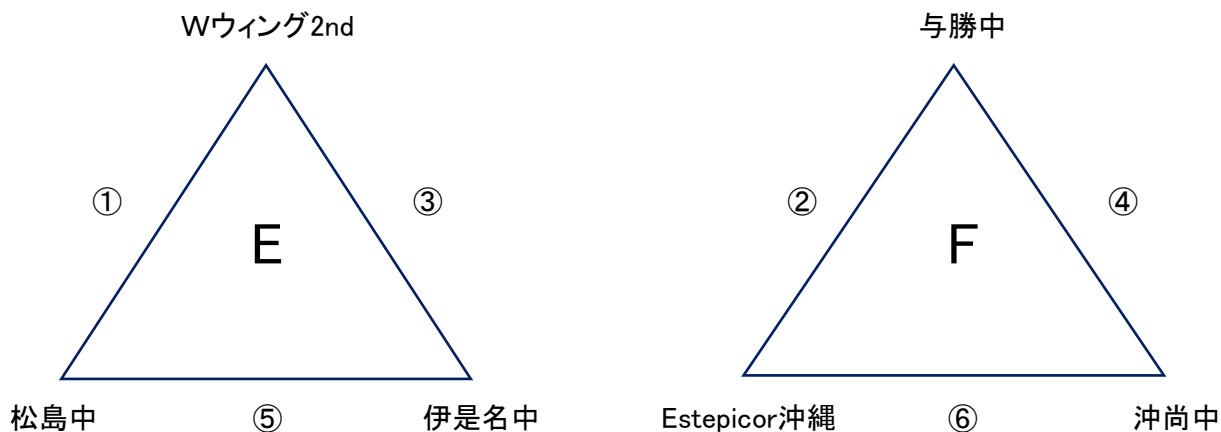 Wウィング2nd
与勝中
①
③
②
④
E
F
松島中
⑤
伊是名中
Estepicor沖縄
⑥
沖尚中